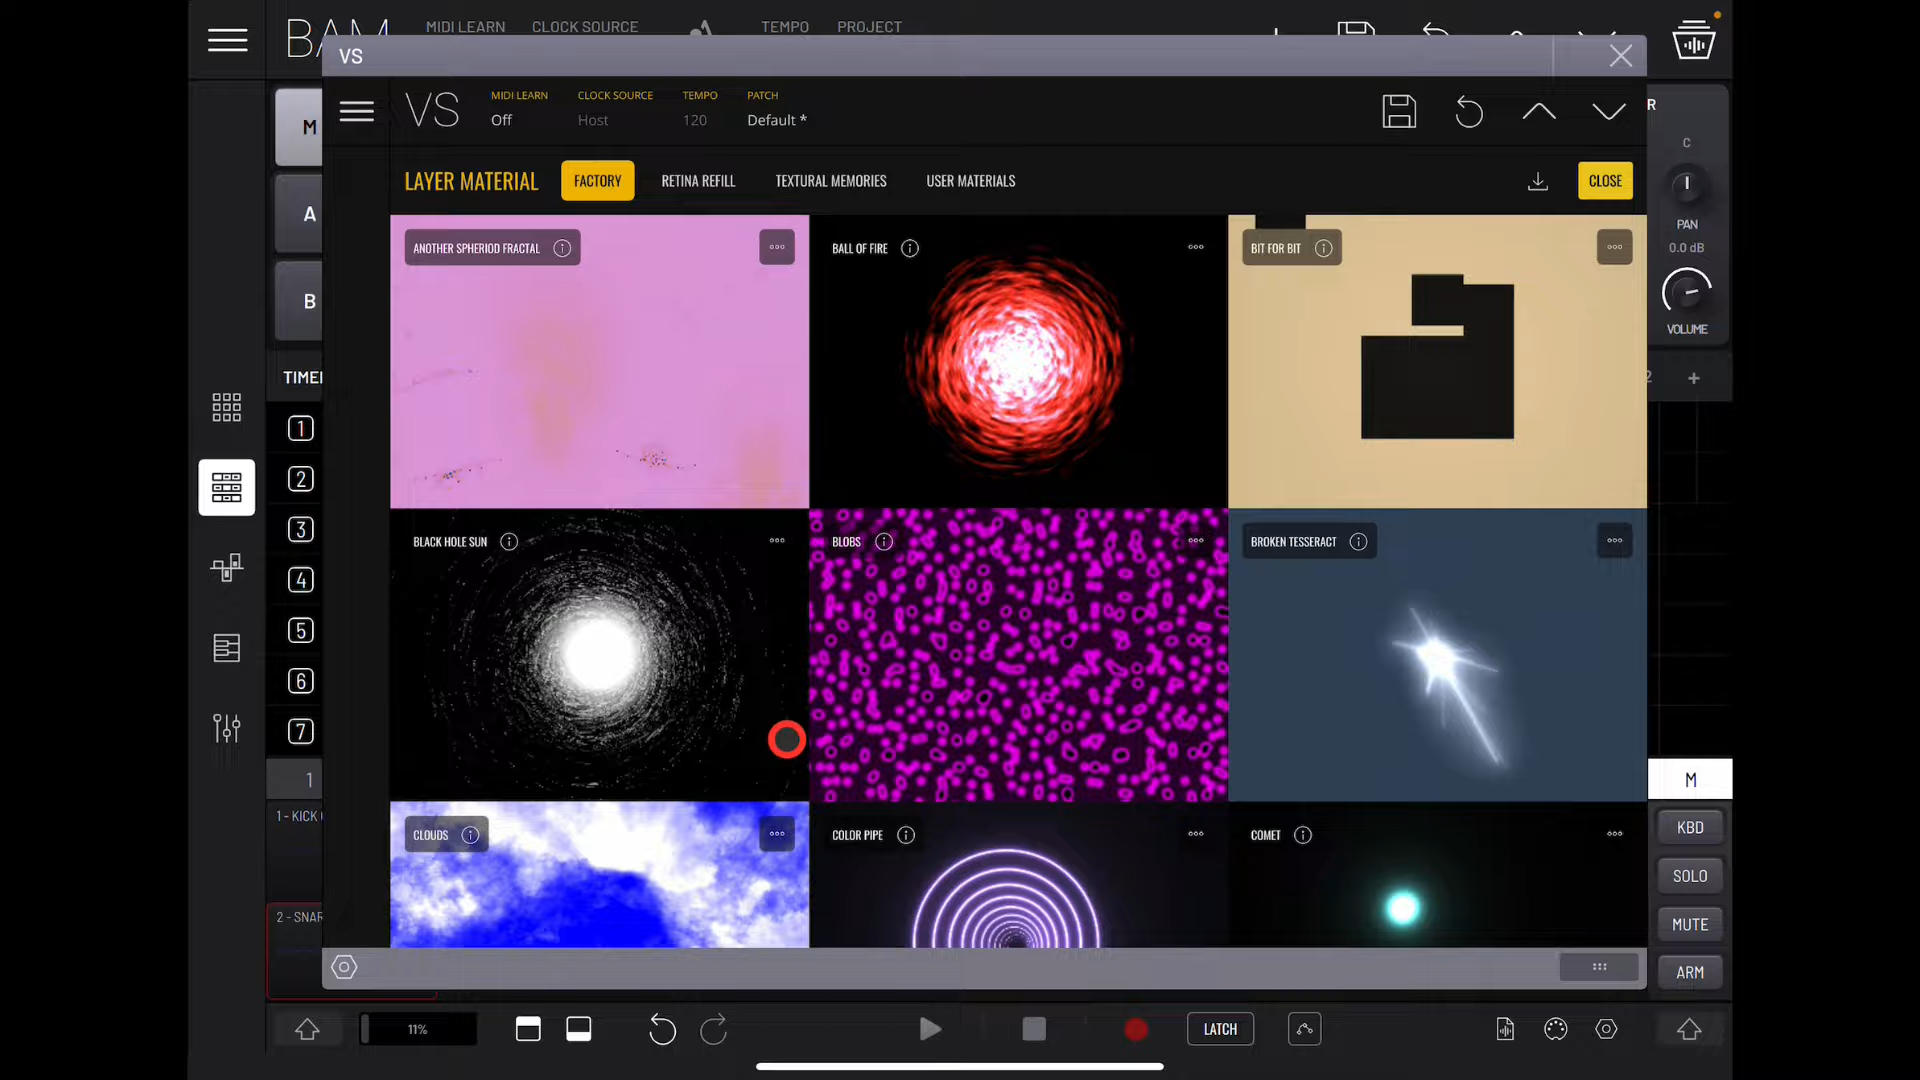 BAM MIDI LEARN CLOCK SOURCE TEMPO PROJECT
VS
VS
MIDI LEARN CLOCK SOURCE TEMPO PATCH
Off Host 120 Default *
LAYER MATERIAL FACTORY RETINA REFILL TEXTURAL MEMORIES USER MATERIALS CLOSE
M
A
B
R
C
PAN
0.0 dB
VOLUME
ANOTHER SPHERIOD FRACTAL
BALL OF FIRE
BIT FOR BIT
BLACK HOLE SUN
BLOBS
BROKEN TESSERACT
CLOUDS
COLOR PIPE
COMET
1
2
3
4
5
6
7
1
1 - KICK
2 - SNAR
2 +
M
KBD
SOLO
MUTE
ARM
11%
LATCH